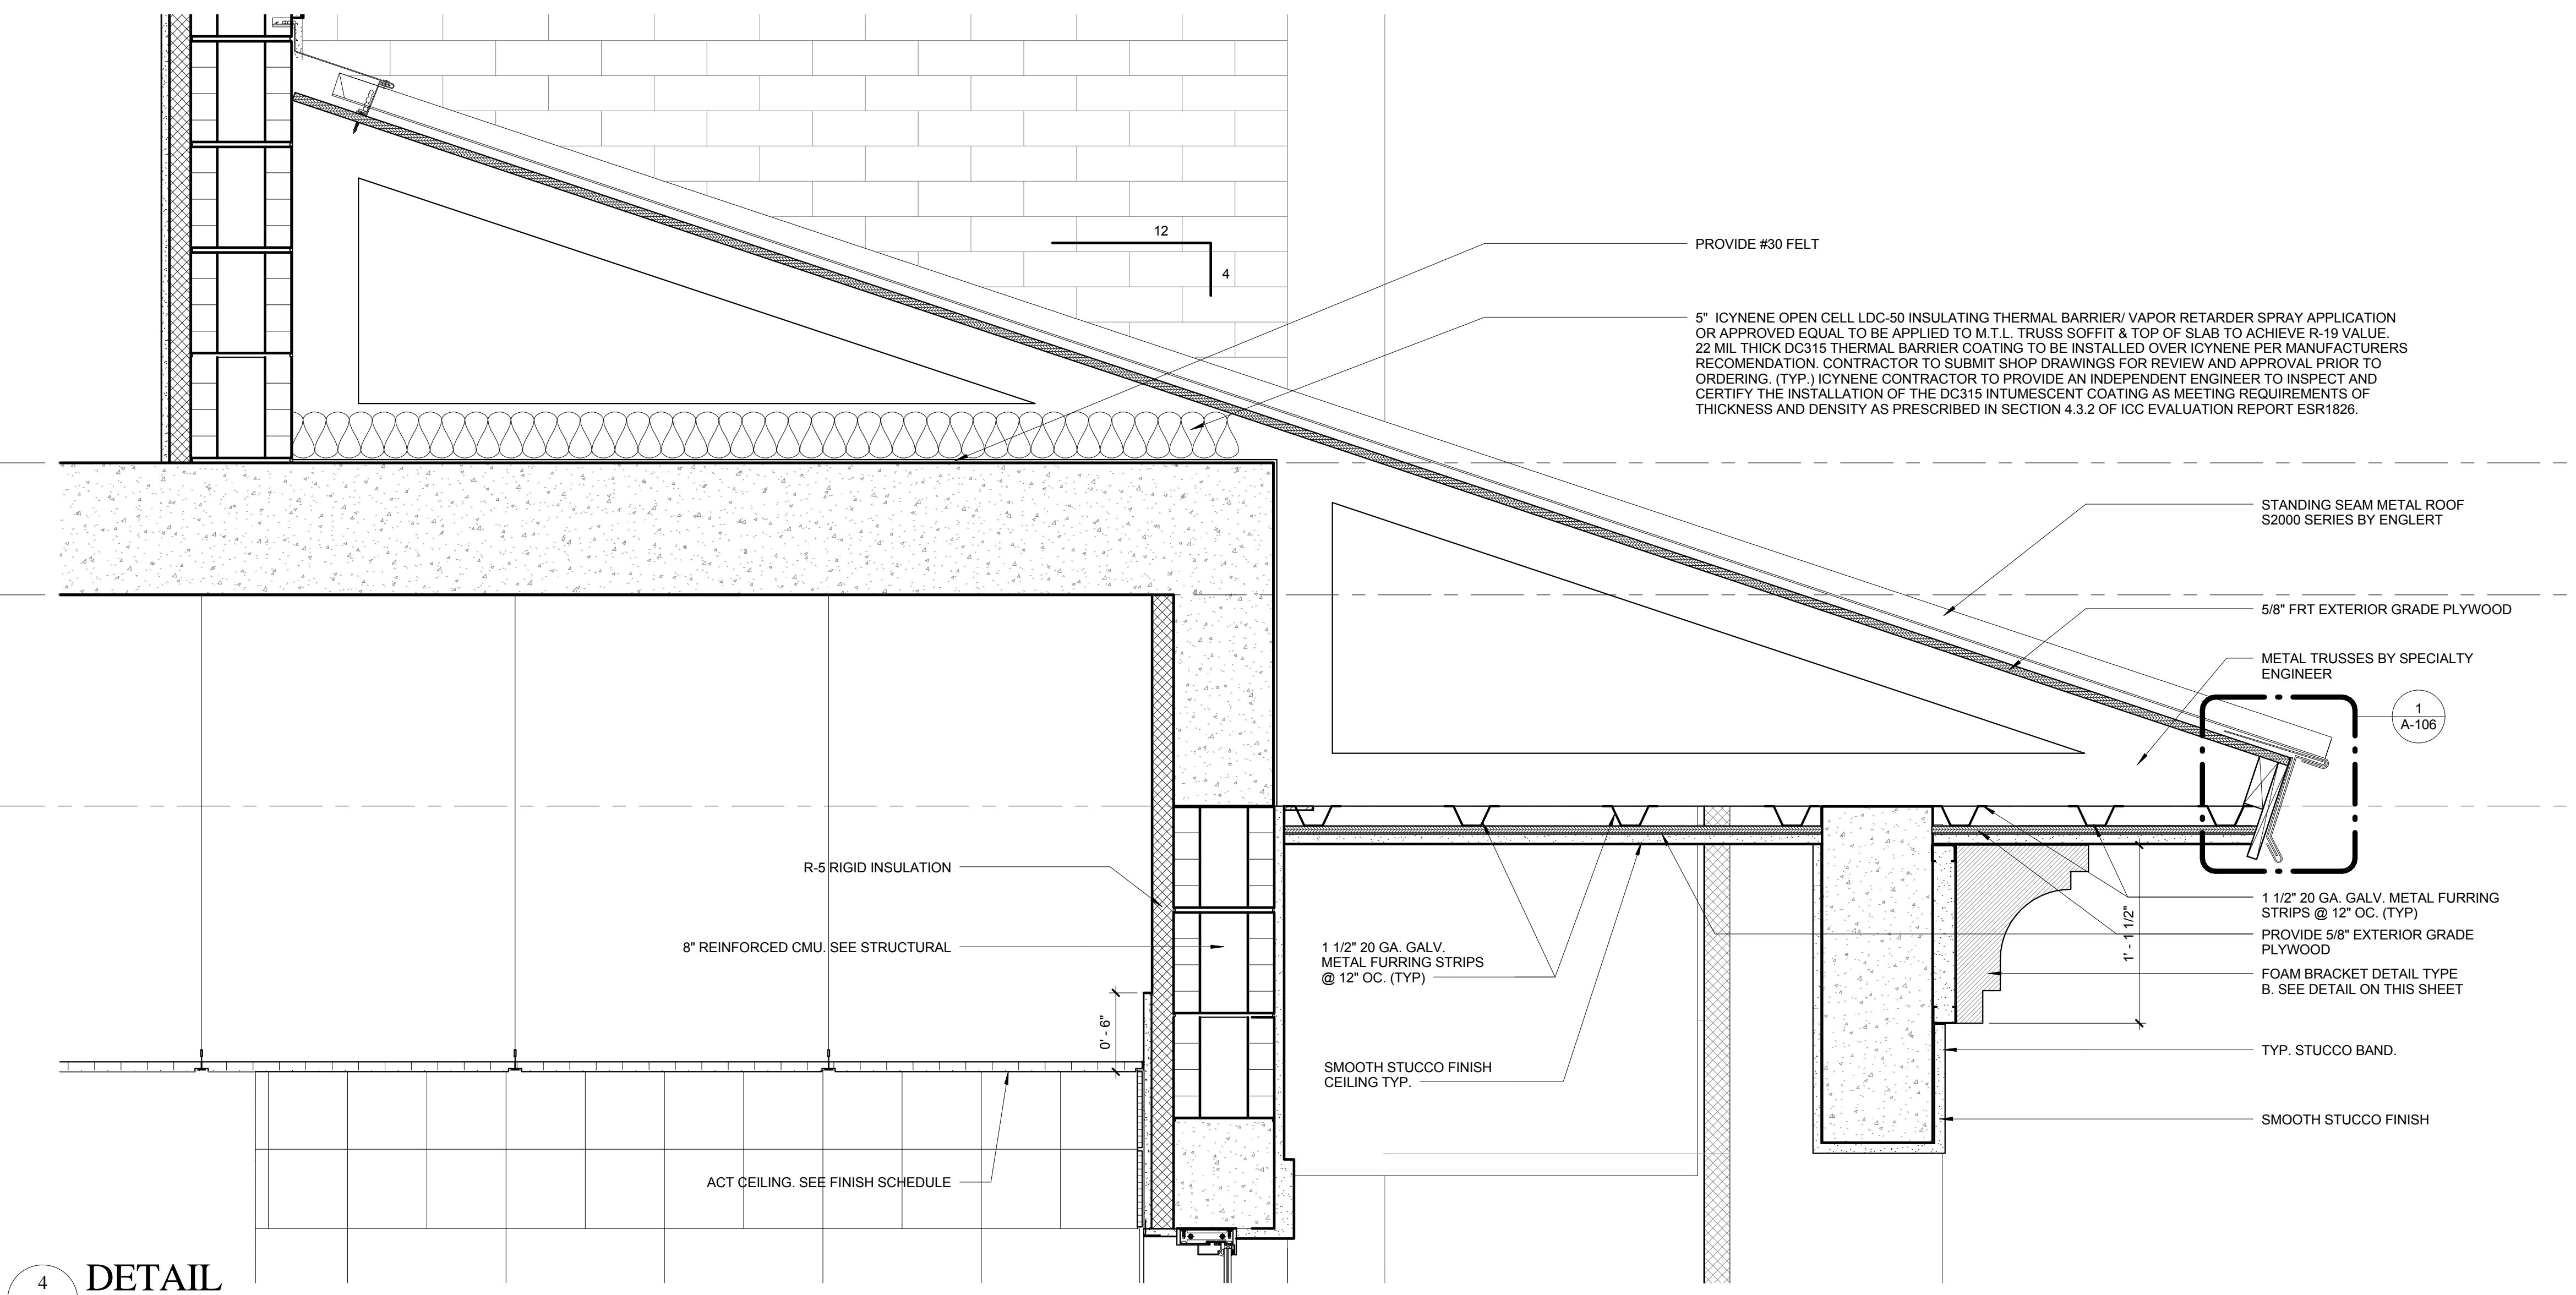 12
4
PROVIDE #30 FELT
5" ICYNENE OPEN CELL LDC-50 INSULATING THERMAL BARRIER/ VAPOR RETARDER SPRAY APPLICATION
OR APPROVED EQUAL TO BE APPLIED TO M.T.L. TRUSS SOFFIT & TOP OF SLAB TO ACHIEVE R-19 VALUE.
22 MIL THICK DC315 THERMAL BARRIER COATING TO BE INSTALLED OVER ICYNENE PER MANUFACTURERS
RECOMENDATION. CONTRACTOR TO SUBMIT SHOP DRAWINGS FOR REVIEW AND APPROVAL PRIOR TO
ORDERING. (TYP.) ICYNENE CONTRACTOR TO PROVIDE AN INDEPENDENT ENGINEER TO INSPECT AND
CERTIFY THE INSTALLATION OF THE DC315 INTUMESCENT COATING AS MEETING REQUIREMENTS OF
THICKNESS AND DENSITY AS PRESCRIBED IN SECTION 4.3.2 OF ICC EVALUATION REPORT ESR1826.
STANDING SEAM METAL ROOF
S2000 SERIES BY ENGLERT
5/8" FRT EXTERIOR GRADE PLYWOOD
METAL TRUSSES BY SPECIALTY
ENGINEER
1
A-106
R-5 RIGID INSULATION
8" REINFORCED CMU. SEE STRUCTURAL
0' - 6"
ACT CEILING. SEE FINISH SCHEDULE
1 1/2" 20 GA. GALV.
METAL FURRING STRIPS
@ 12" OC. (TYP)
SMOOTH STUCCO FINISH
CEILING TYP.
1' - 1 1/2"
1 1/2" 20 GA. GALV. METAL FURRING
STRIPS @ 12" OC. (TYP)
PROVIDE 5/8" EXTERIOR GRADE
PLYWOOD
FOAM BRACKET DETAIL TYPE
B. SEE DETAIL ON THIS SHEET
TYP. STUCCO BAND.
SMOOTH STUCCO FINISH
4
DETAIL